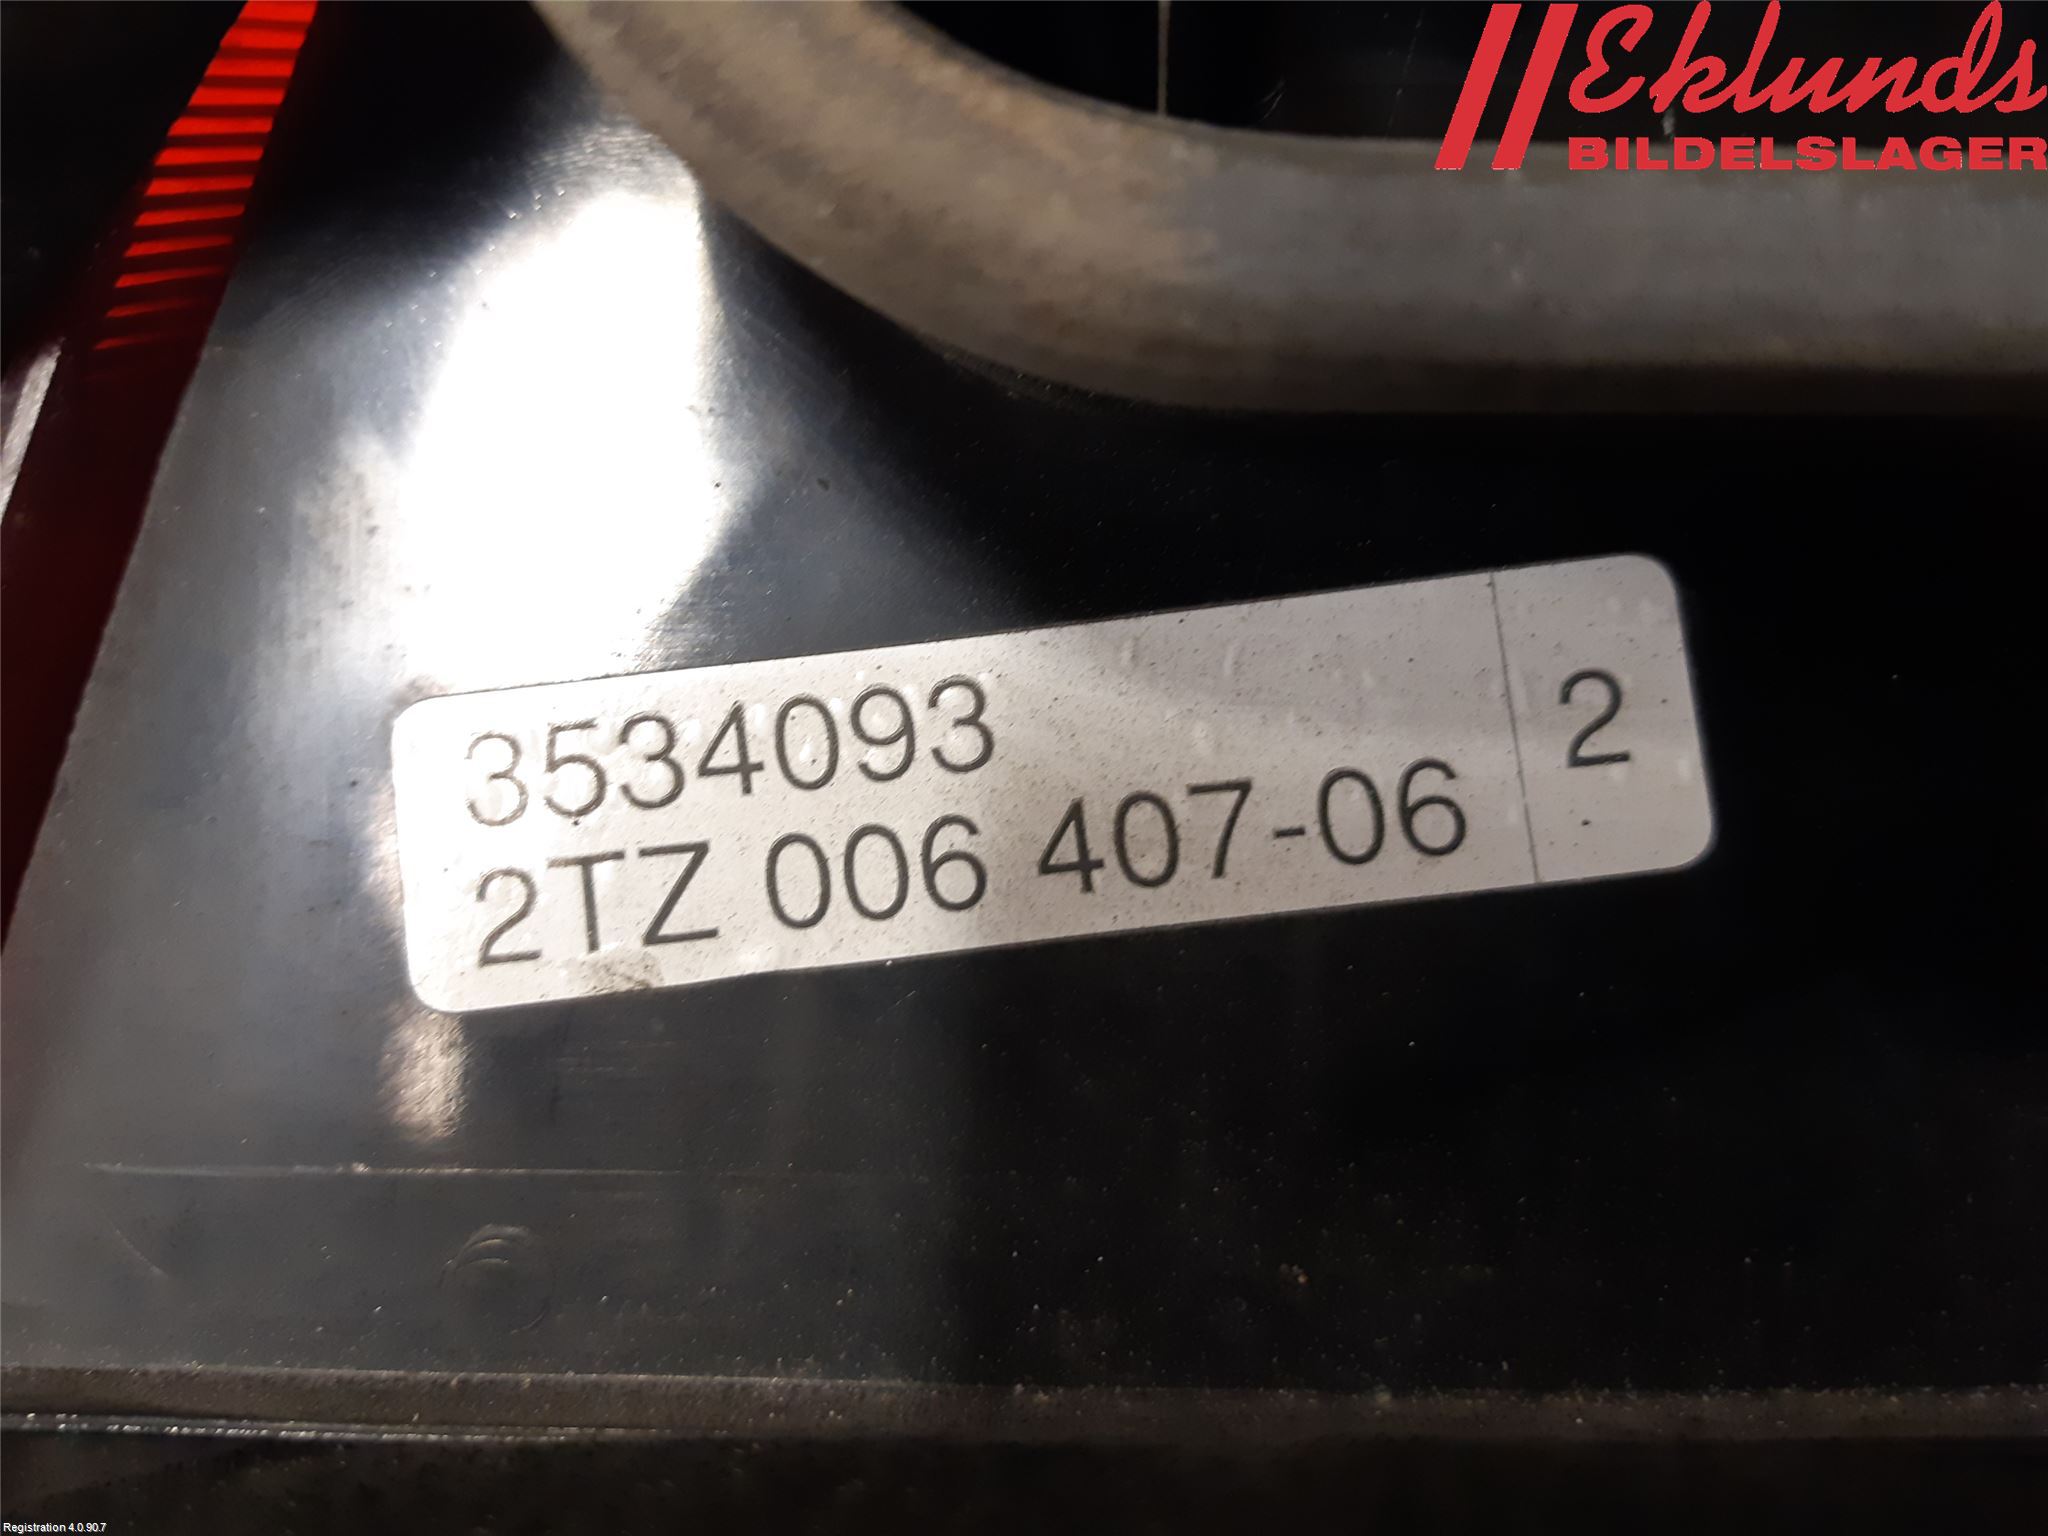 Eklunds
BILDELSLAGER
3534093
2TZ 006 407-06
2
Registration 4.0.90.7